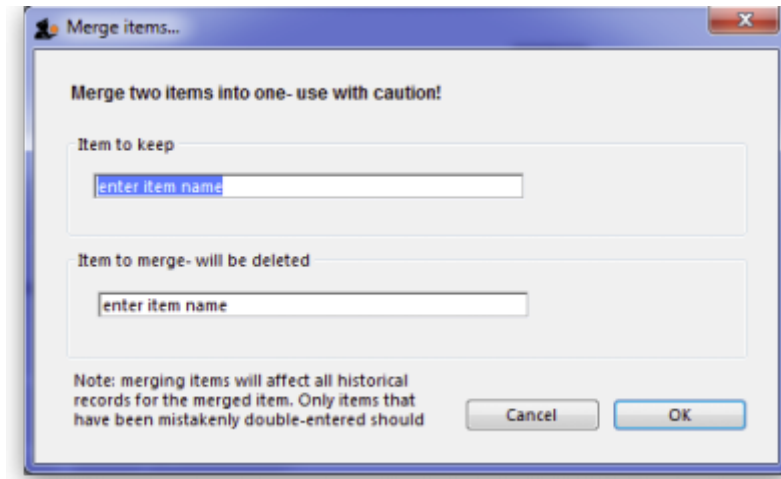 Merge items...
Merge two items into one- use with caution!
Item to keep
enter item name
Item to merge- will be deleted
enter item name
Note: merging items will affect all historical
records for the merged item. Only items that
have been mistakenly double-entered should
Cancel
OK